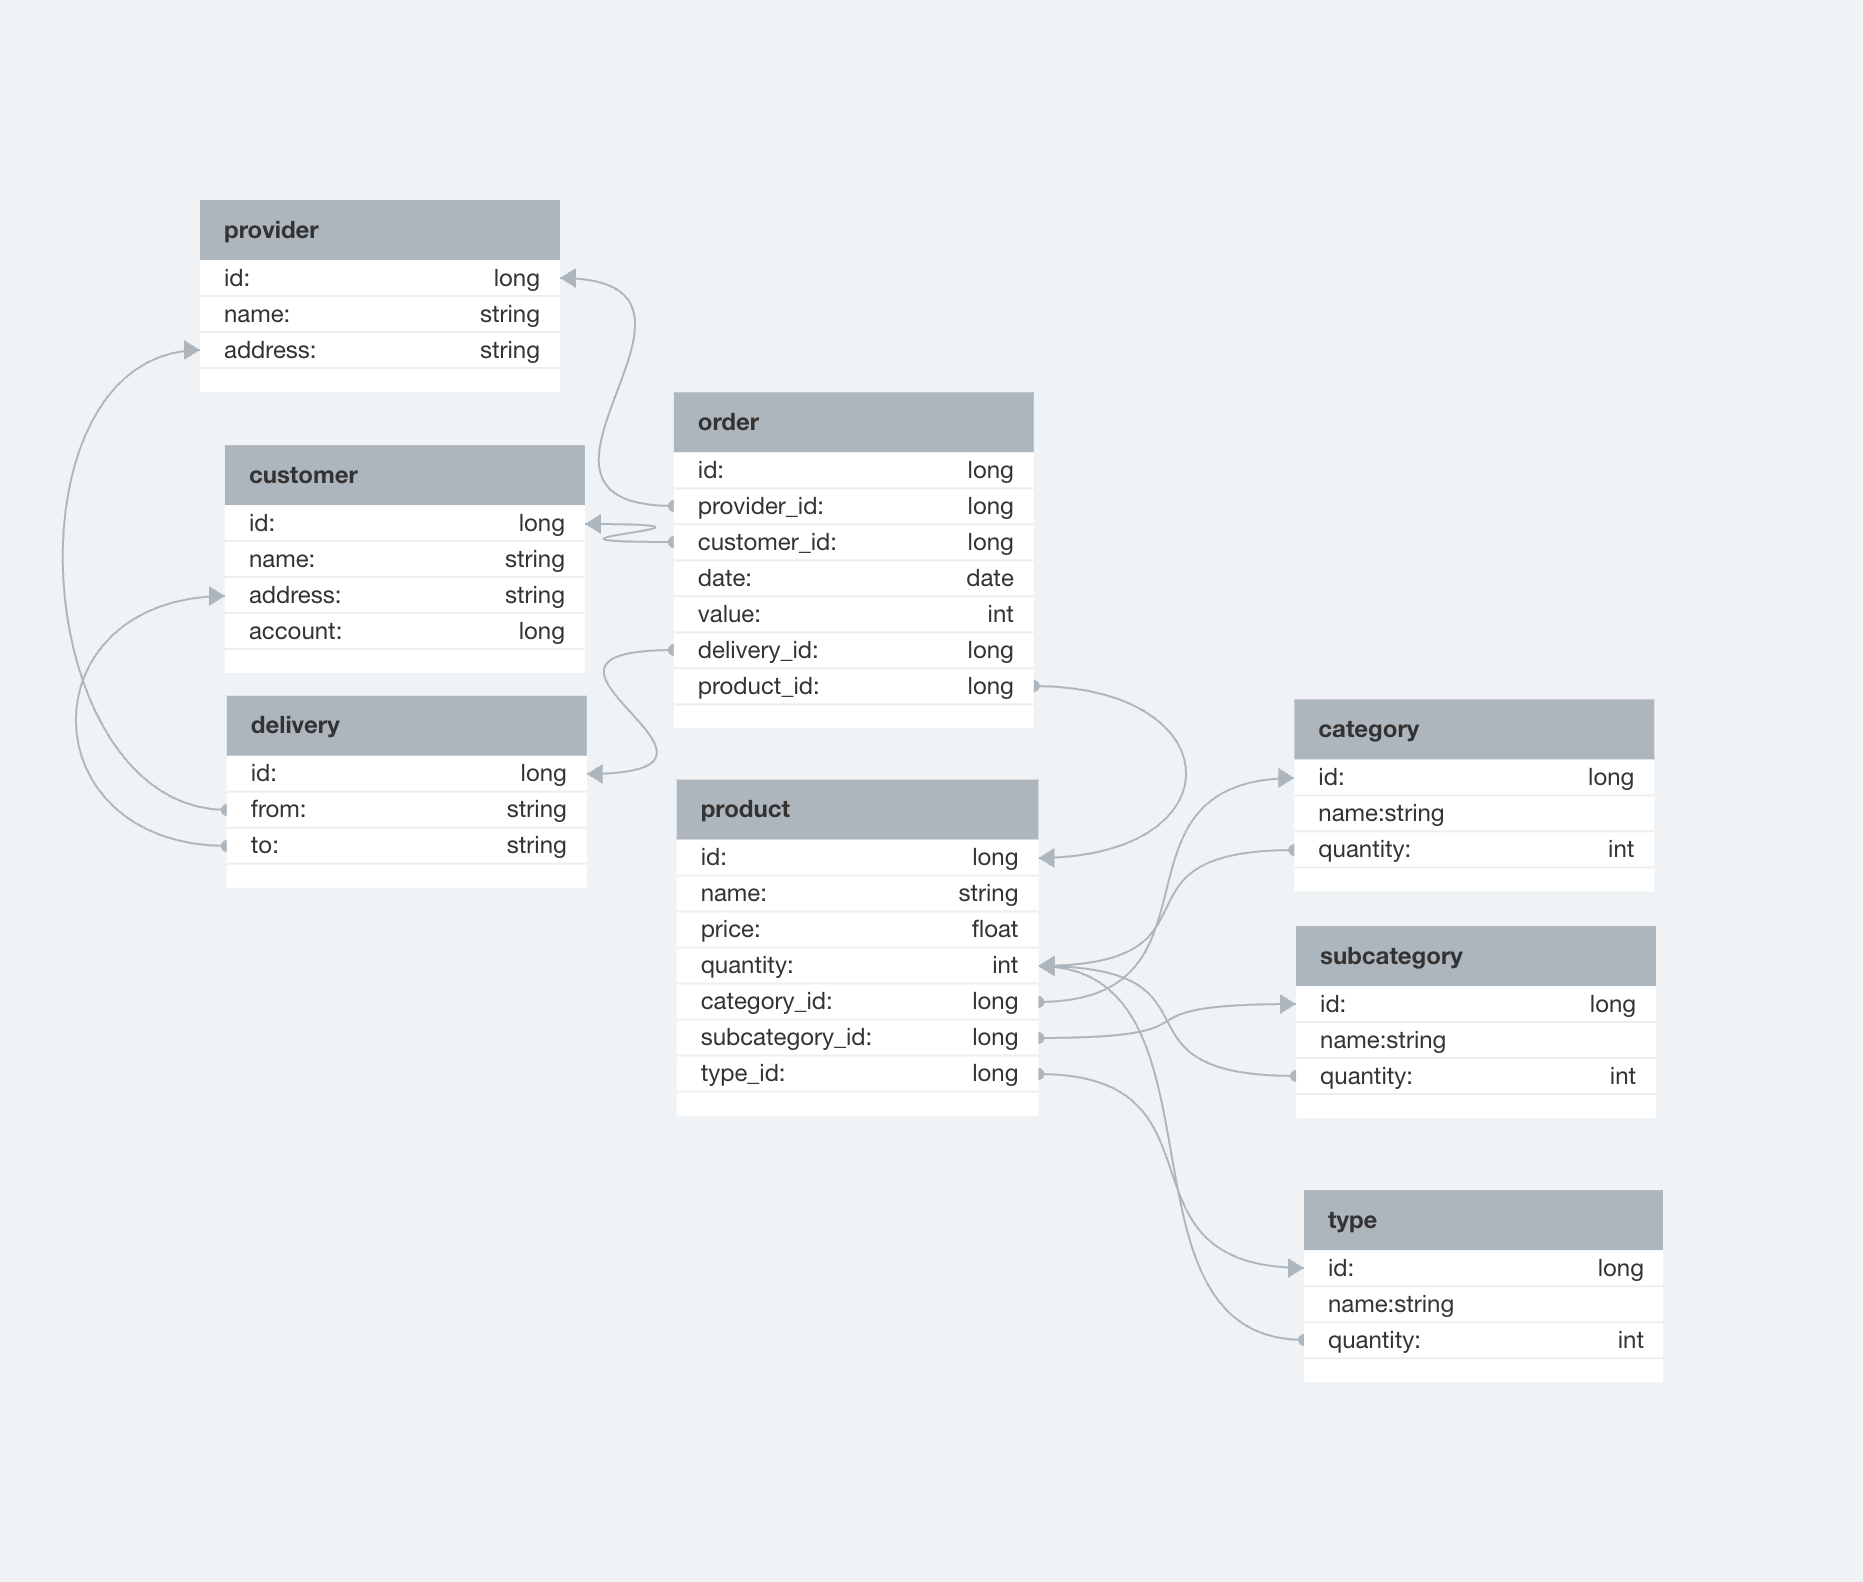 provider
id: long
name: string
address: string
customer
id: long
name: string
address: string
account: long
delivery
id: long
from: string
to: string
order
id: long
provider_id: long
customer_id: long
date: date
value: int
delivery_id: long
product_id: long
product
id: long
name: string
price: float
quantity: int
category_id: long
subcategory_id: long
type_id: long
category
id: long
name:string
quantity: int
subcategory
id: long
name:string
quantity: int
type
id: long
name:string
quantity: int